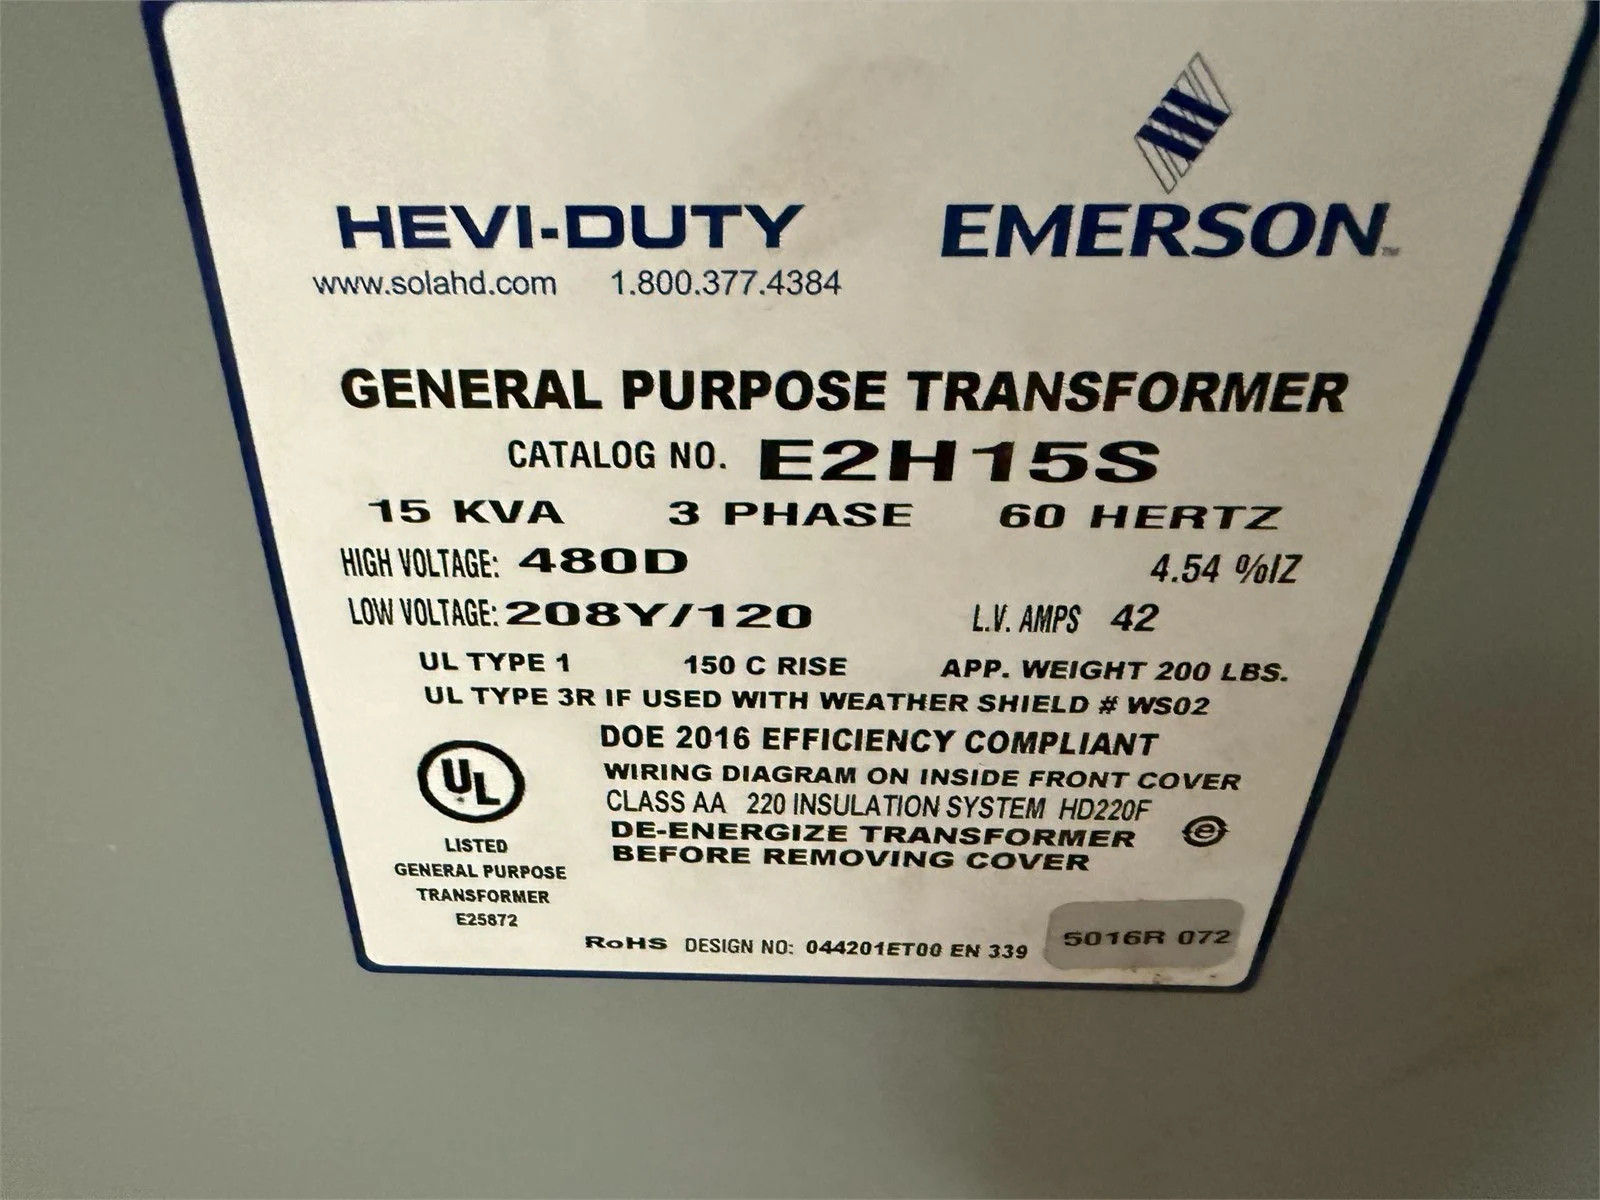 HEVI-DUTY EMERSON™
www.solahd.com 1.800.377.4384
GENERAL PURPOSE TRANSFORMER
CATALOG NO. E2H15S
15 KVA 3 PHASE 60 HERTZ
HIGH VOLTAGE: 480D 4.54 %IZ
LOW VOLTAGE: 208Y/120 L.V. AMPS 42
UL TYPE 1 150 C RISE APP. WEIGHT 200 LBS.
UL TYPE 3R IF USED WITH WEATHER SHIELD # WS02
DOE 2016 EFFICIENCY COMPLIANT
WIRING DIAGRAM ON INSIDE FRONT COVER
CLASS AA 220 INSULATION SYSTEM HD220F
DE-ENERGIZE TRANSFORMER
BEFORE REMOVING COVER
e
UL
LISTED
GENERAL PURPOSE
TRANSFORMER
E25872
RoHS DESIGN NO: 044201ET00 EN 339
5016R 072